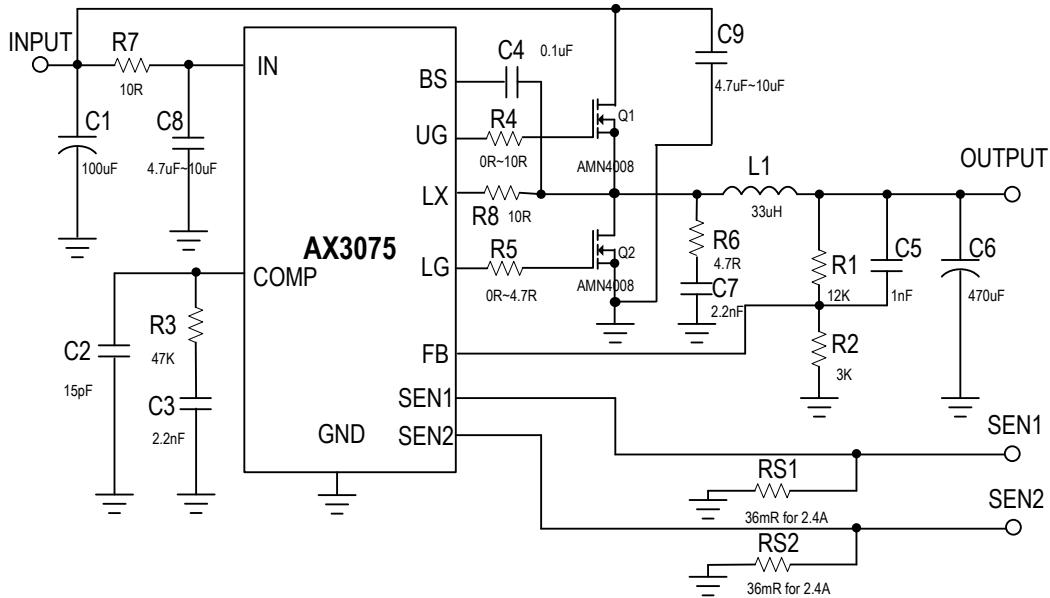 INPUT
R7
10R
C1
100uF
C8
4.7uF~10uF
IN
BS
UG
LX
LG
COMP
FB
SEN1
SEN2
GND
AX3075
C4
0.1uF
R4
0R~10R
R8
10R
R5
0R~4.7R
Q1
AMN4008
Q2
AMN4008
C9
4.7uF~10uF
L1
33uH
OUTPUT
R6
4.7R
C7
2.2nF
R1
12K
C5
1nF
C6
470uF
R2
3K
C2
15pF
R3
47K
C3
2.2nF
SEN1
RS1
36mR for 2.4A
SEN2
RS2
36mR for 2.4A